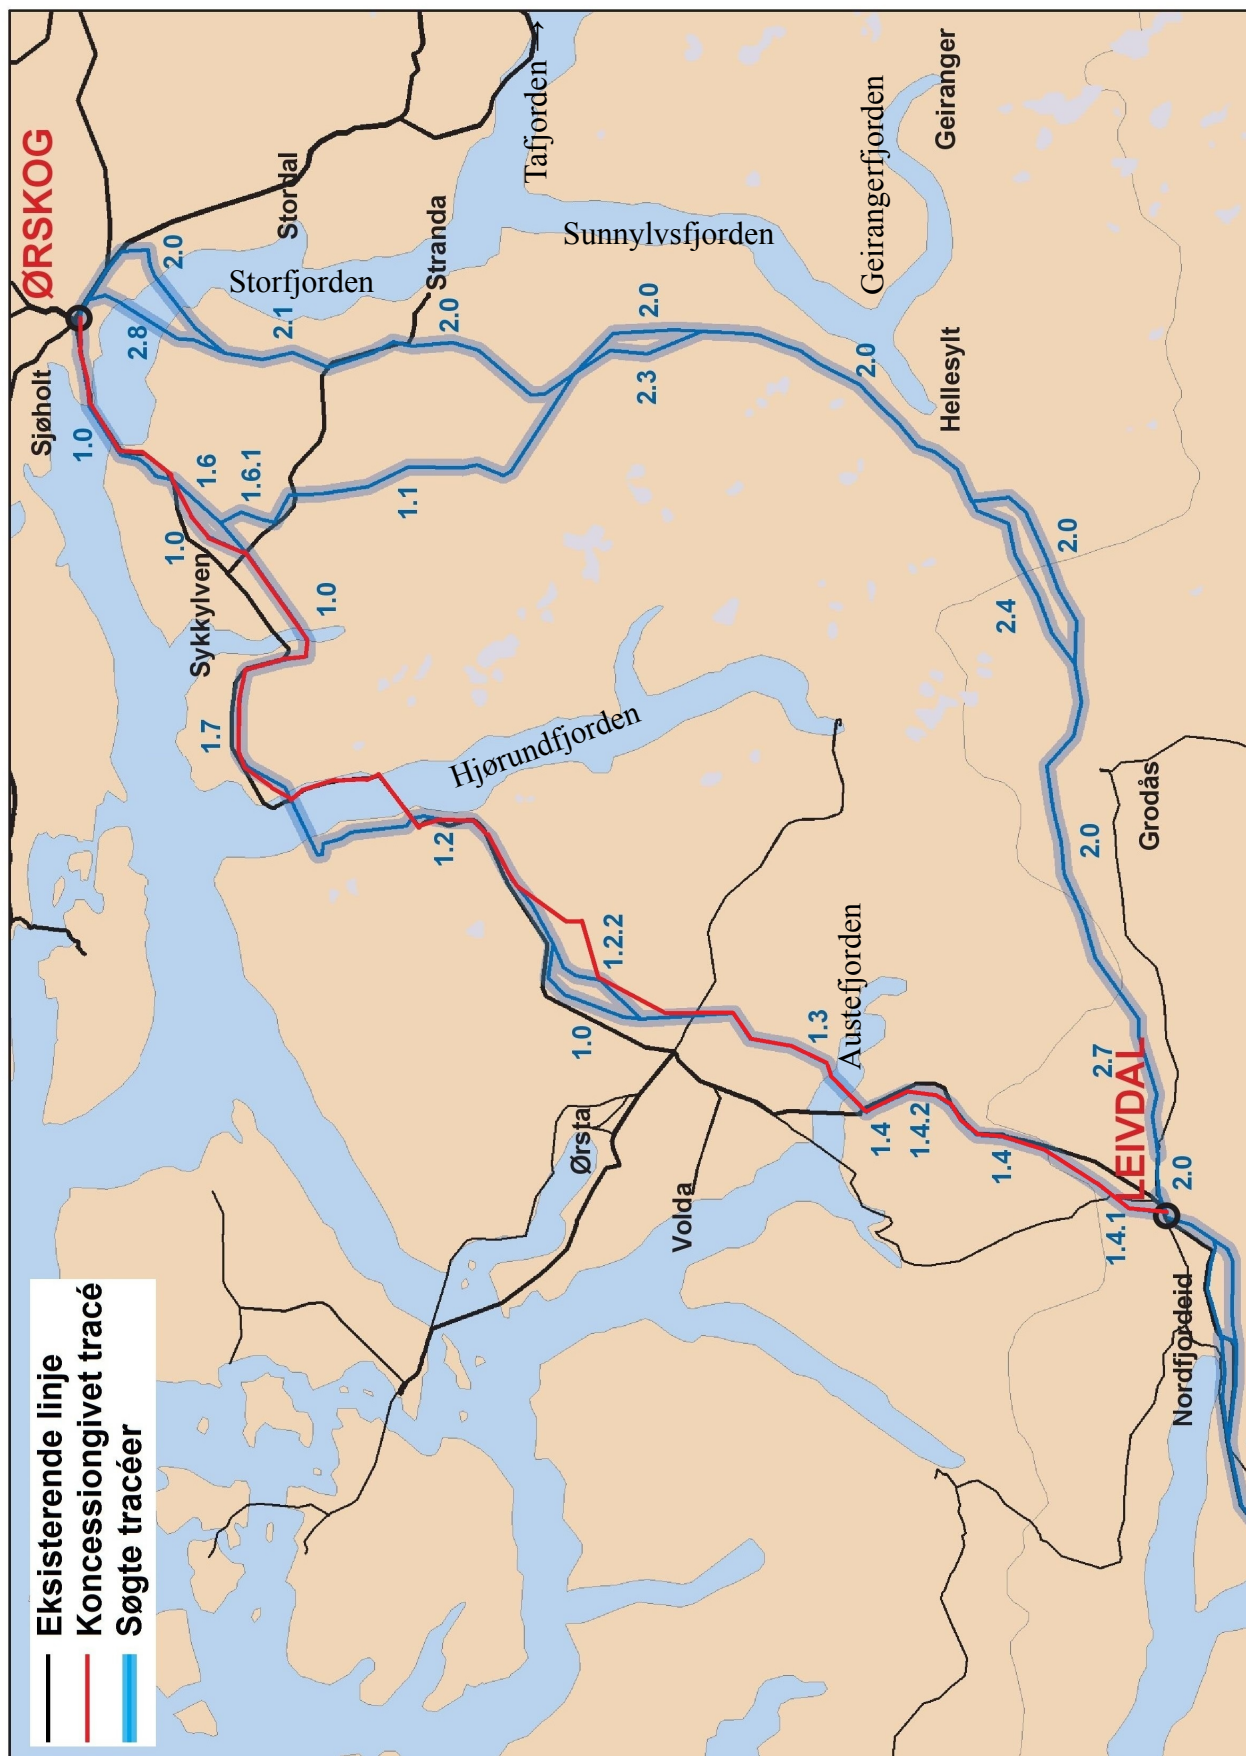 Eksisterende linje
Koncessiongivet tracé
Søgte tracéer
ØRSKOG
Sjøholt
Stordal
Storfjorden
Stranda
Tafjorden →
Sunnylvsfjorden
Geirangerfjorden
Geiranger
Hellesylt
Sykkylven
Hjørundfjorden
Ørsta
Volda
Austefjorden
Grodås
LEIVDAL
Nordfjordeid
1.0
2.8
2.0
2.1
2.0
1.6
1.6.1
1.0
1.1
1.0
1.7
2.0
2.3
2.0
2.0
2.4
2.0
1.2
1.2.2
1.0
1.3
1.4
1.4.2
1.4
1.4.1
2.7
2.0